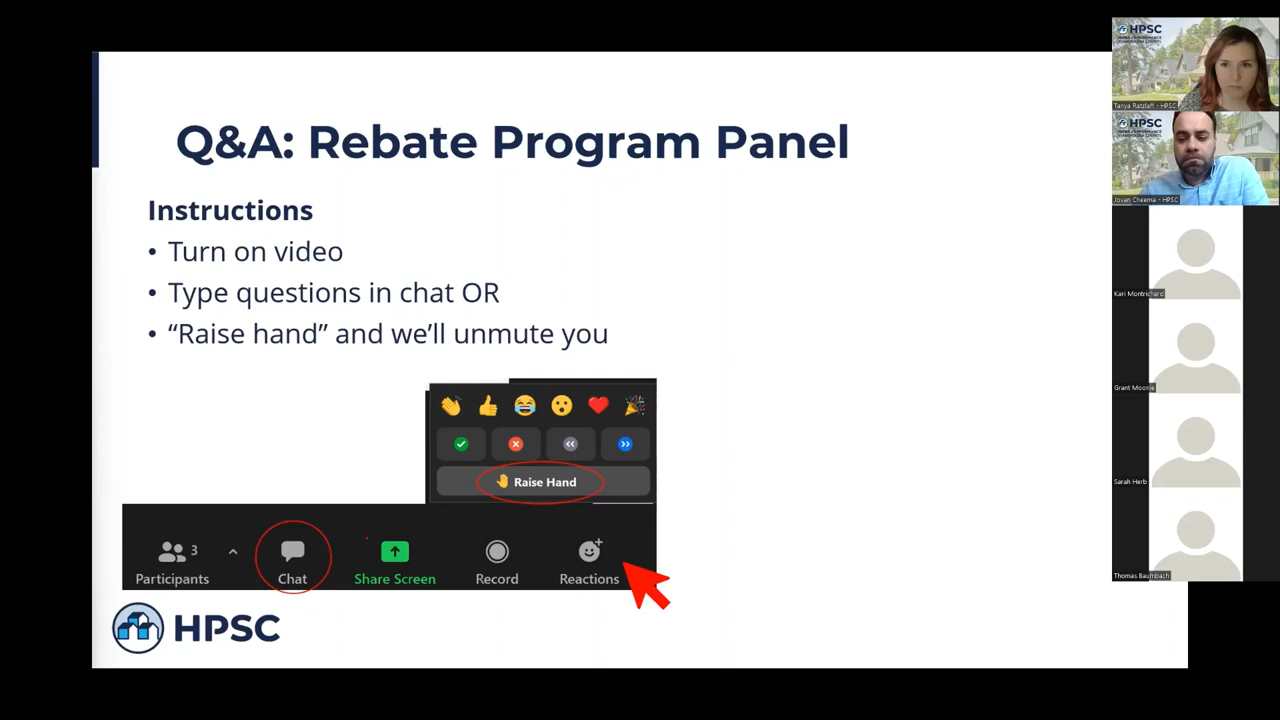 Q&A: Rebate Program Panel
Instructions
• Turn on video
• Type questions in chat OR
• “Raise hand” and we’ll unmute you
Raise Hand
3
Participants
Chat
Share Screen
Record
Reactions
HPSC
HPSC
Tanya Ratzlaff - HPSC
HPSC
Jovan Cheema - HPSC
Kari Montrichard
Grant Moonie
Sarah Herb
Thomas Baumbach